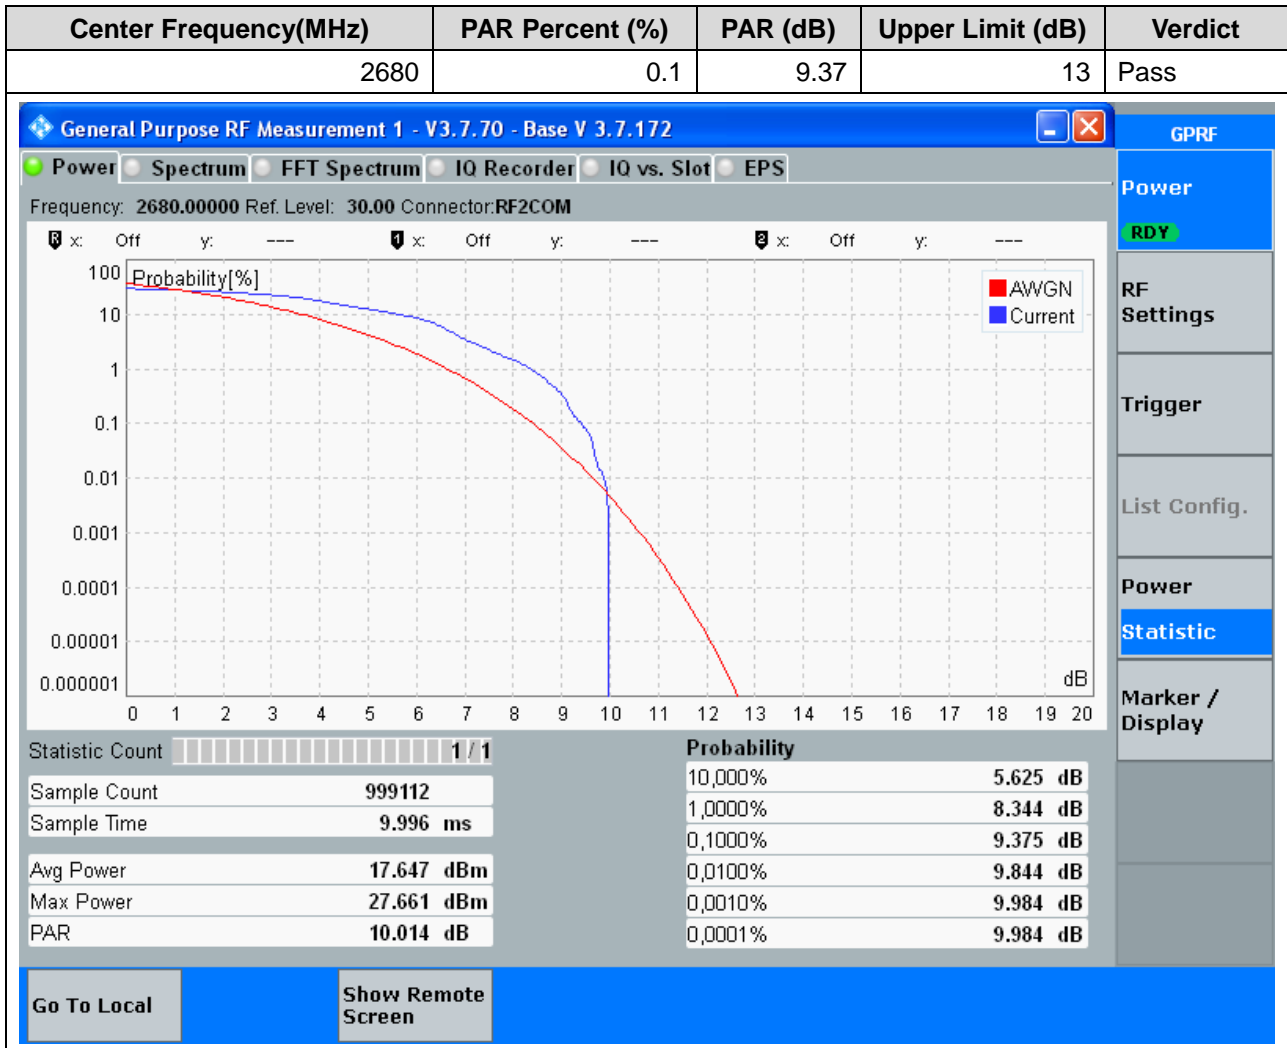 Center Frequency(MHz) PAR Percent (%) PAR (dB) Upper Limit (dB) Verdict
2680 0.1 9.37 13 Pass
General Purpose RF Measurement 1 - V3.7.70 - Base V 3.7.172
GPRF
Power Spectrum FFT Spectrum IQ Recorder IQ vs. Slot EPS
Power
RDY
Frequency: 2680.00000 Ref. Level: 30.00 Connector:RF2COM
R x: Off y: --- 1 x: Off y: --- 2 x: Off y: ---
Probability[%]
100
10
1
0.1
0.01
0.001
0.0001
0.00001
0.000001
AWGN
Current
dB
0 1 2 3 4 5 6 7 8 9 10 11 12 13 14 15 16 17 18 19 20
RF
Settings
Trigger
List Config.
Power
Statistic
Marker /
Display
Statistic Count 1 / 1
Sample Count 999112
Sample Time 9.996 ms
Avg Power 17.647 dBm
Max Power 27.661 dBm
PAR 10.014 dB
Probability
10,000% 5.625 dB
1,0000% 8.344 dB
0,1000% 9.375 dB
0,0100% 9.844 dB
0,0010% 9.984 dB
0,0001% 9.984 dB
Go To Local
Show Remote
Screen